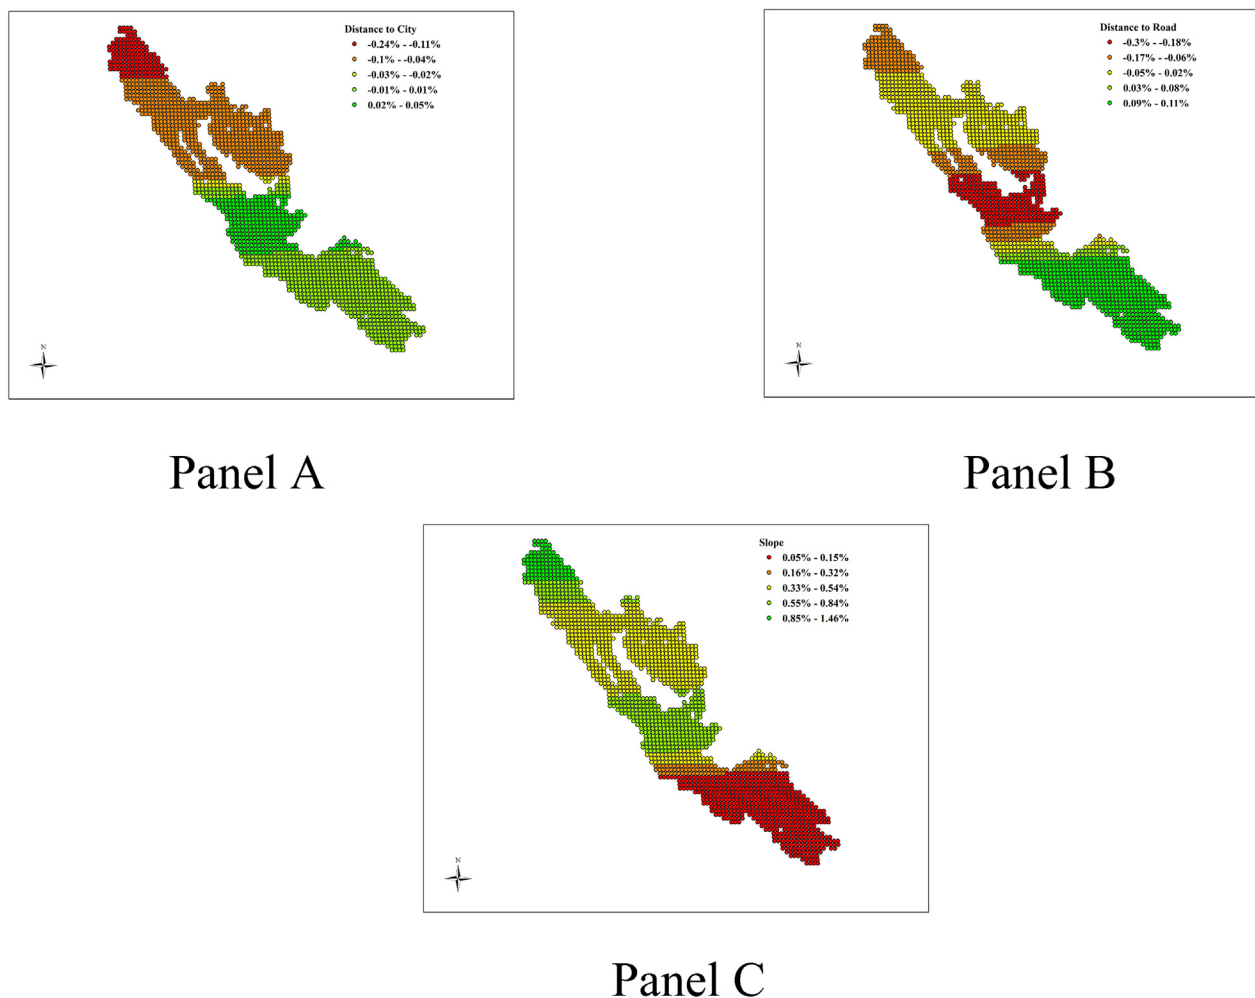 Distance to City
-0.24% - -0.11%
-0.1% - -0.04%
-0.03% - -0.02%
-0.01% - 0.01%
0.02% - 0.05%
N
Panel A
Distance to Road
-0.3% - -0.18%
-0.17% - -0.06%
-0.05% - 0.02%
0.03% - 0.08%
0.09% - 0.11%
N
Panel B
Slope
0.05% - 0.15%
0.16% - 0.32%
0.33% - 0.54%
0.55% - 0.84%
0.85% - 1.46%
N
Panel C